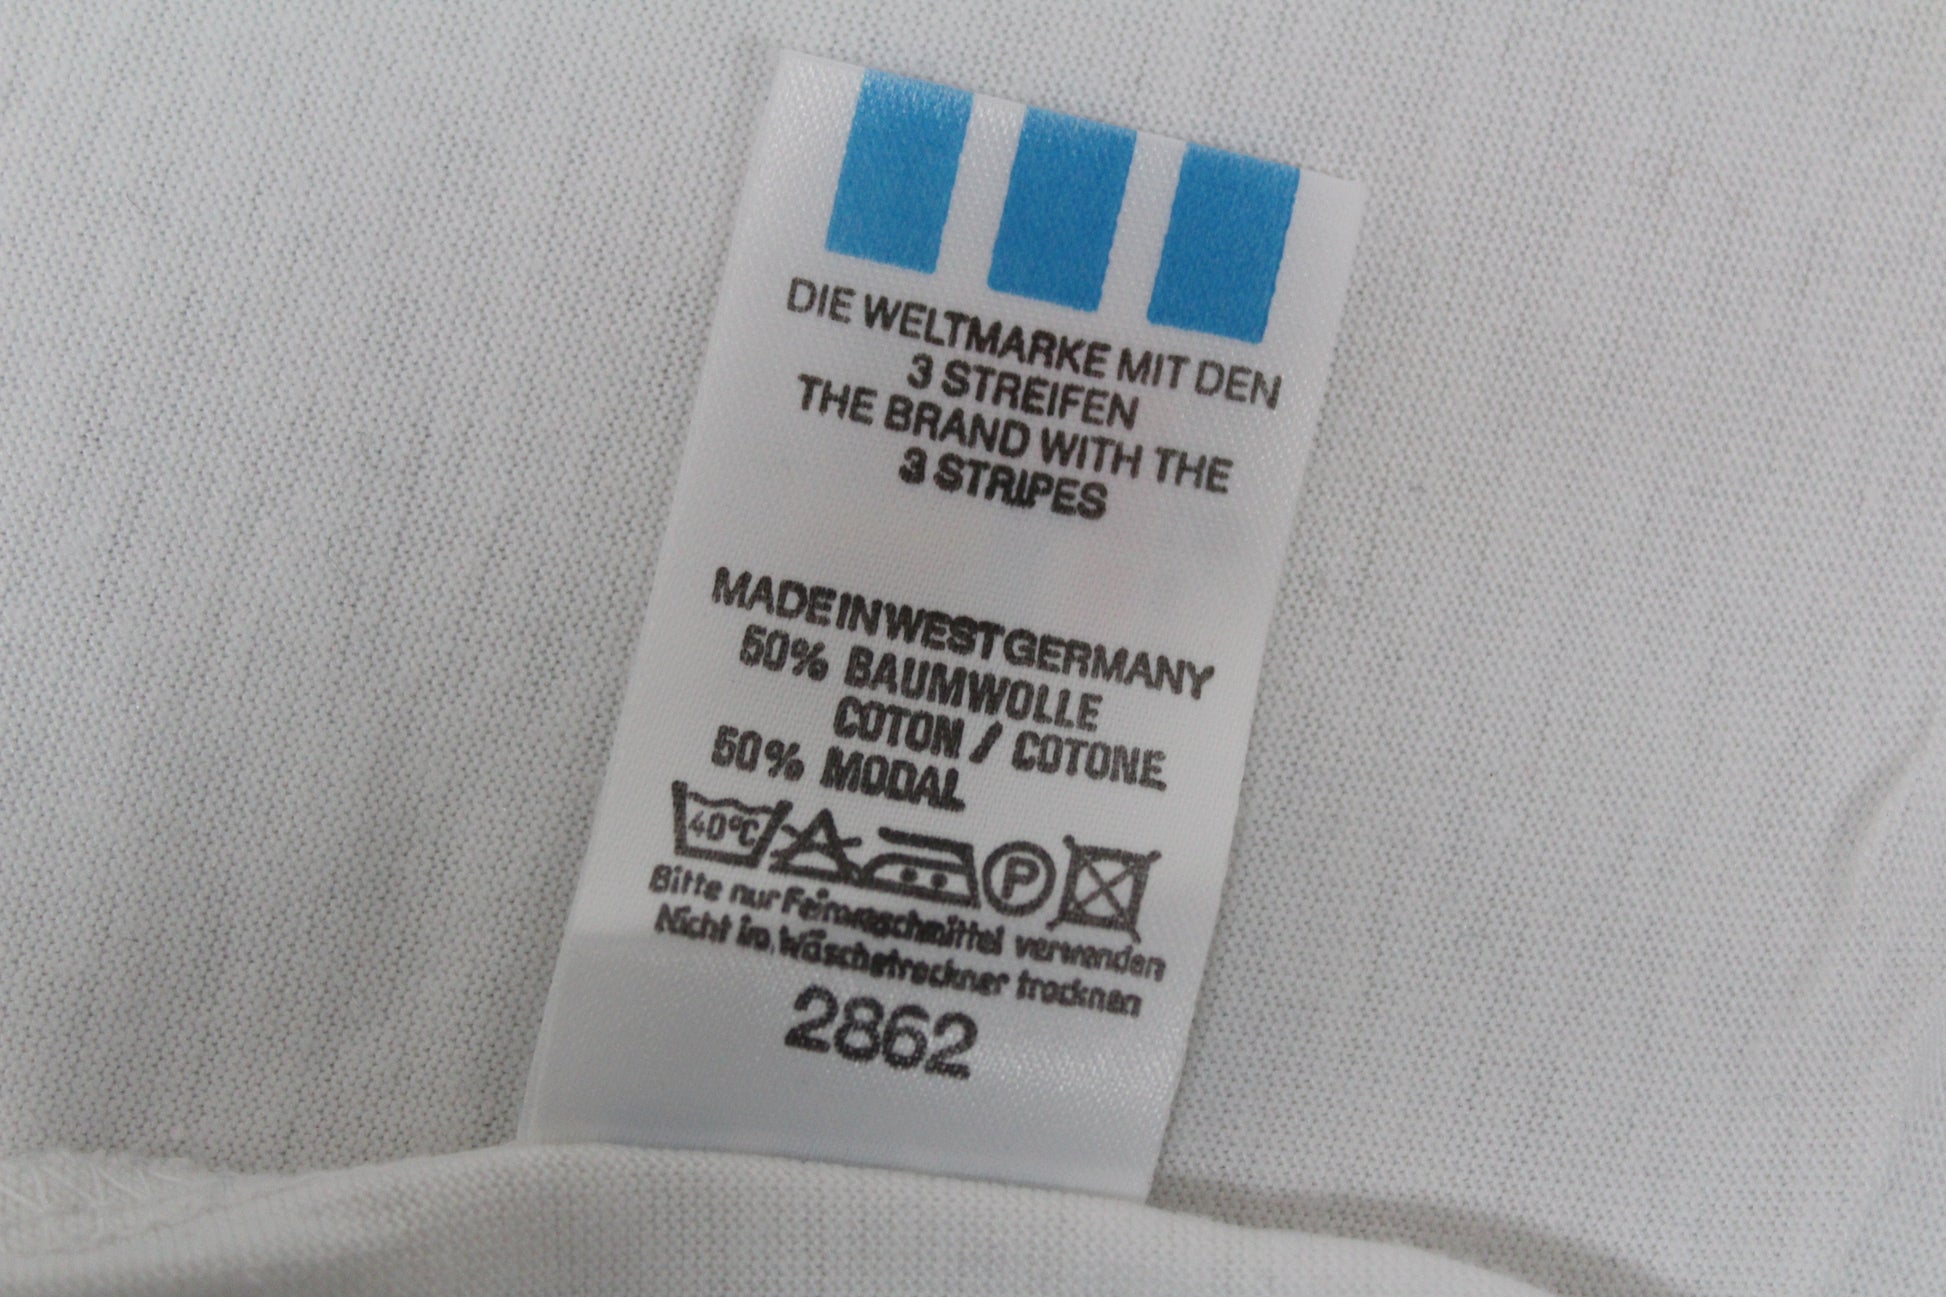 DIE WELTMARKE MIT DEN
3 STREIFEN
THE BRAND WITH THE
3 STRIPES
MADE IN WEST GERMANY
50% BAUMWOLLE
COTON / COTONE
50% MODAL
40°C P
Bitte nur Feinwaschmittel verwenden
Nicht im Wäschetrockner trocknen
2862